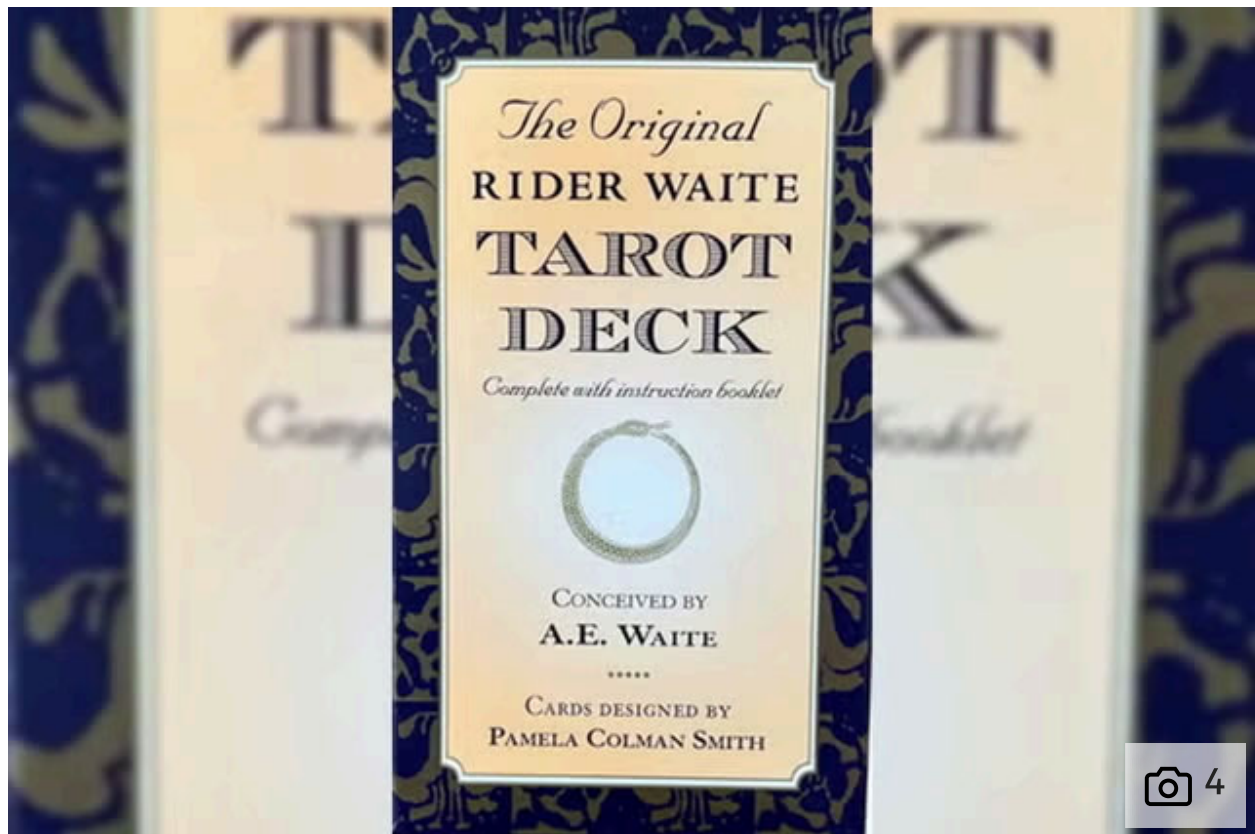 The Original
RIDER WAITE
TAROT
DECK
Complete with instruction booklet
CONCEIVED BY
A.E. WAITE
CARDS DESIGNED BY
PAMELA COLMAN SMITH
4